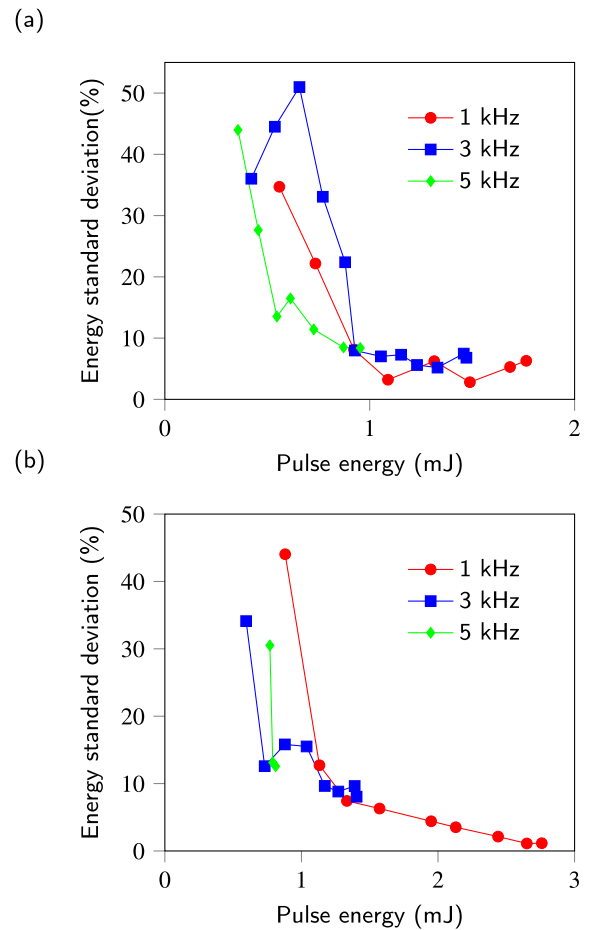 (a)
Energy standard deviation(%)
50
40
30
20
10
0
1 kHz
3 kHz
5 kHz
0 1 2
Pulse energy (mJ)
(b)
Energy standard deviation (%)
50
40
30
20
10
0
1 kHz
3 kHz
5 kHz
0 1 2 3
Pulse energy (mJ)